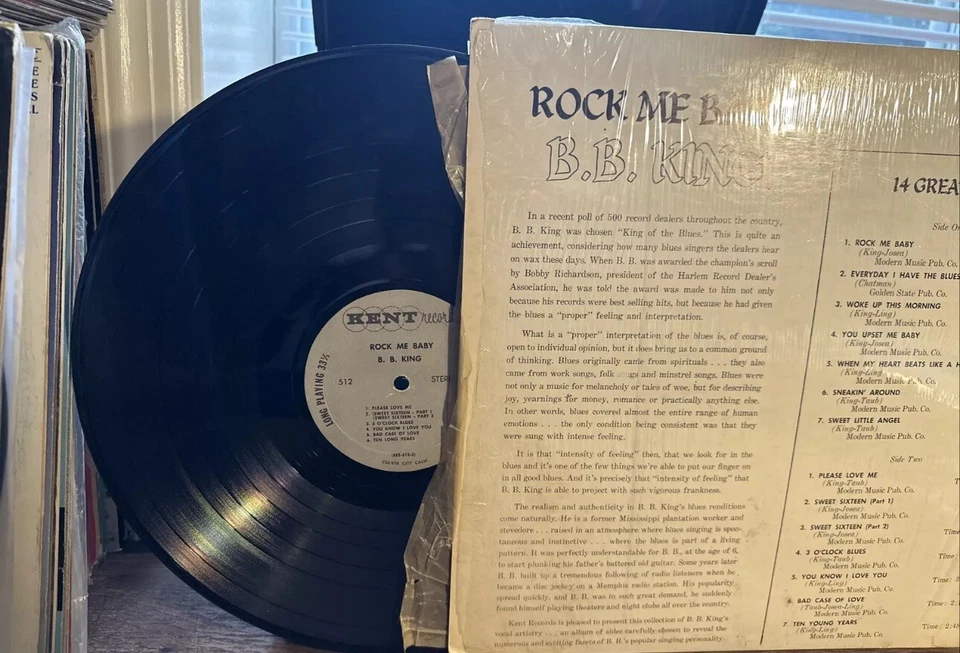 E
E
S
L
KENT record
ROCK ME BABY
B. B. KING
LONG PLAYING 33⅓
512
STER
1. PLEASE LOVE ME
2. (SWEET SIXTEEN - PART 1
(SWEET SIXTEEN - PART 2
3. 3 O'CLOCK BLUES
4. YOU KNOW I LOVE YOU
5. BAD CASE OF LOVE
6. TEN LONG YEARS
CULVER CITY CALIF.
ROCK ME B
B.B. KING
In a recent poll of 500 record dealers throughout the country,
B. B. King was chosen "King of the Blues." This is quite an
achievement, considering how many blues singers the dealers hear
on wax these days. When B. B. was awarded the champion's scroll
by Bobby Richardson, president of the Harlem Record Dealer's
Association, he was told the award was made to him not only
because his records were best selling hits, but because he had given
the blues a "proper" feeling and interpretation.
What is a "proper" interpretation of the blues is, of course,
open to individual opinion, but it does bring us to a common ground
of thinking. Blues originally came from spirituals . . . they also
came from work songs, folk gs and minstrel songs. Blues were
not only a music for melancholy or tales of woe, but for describing
joy, yearnings for money, romance or practically anything else.
In other words, blues covered almost the entire range of human
emotions . . . the only condition being consistent was that they
were sung with intense feeling.
It is that "intensity of feeling" then, that we look for in the
blues and it's one of the few things we're able to put our finger on
in all good blues. And it's precisely that "intensity of feeling" that
B. B. King is able to project with such vigorous frankness.
The realism and authenticity in B. B. King's blues renditions
come naturally. He is a former Mississippi plantation worker and
stevedore . . . raised in an atmosphere where blues singing is spon-
taneous and instinctive . . . where the blues is part of a living
pattern. It was perfectly understandable for B. B., at the age of 6,
to start plunking his father's battered old guitar. Some years later
B. B. built up a tremendous following of radio listeners when he
became a disc jockey on a Memphis radio station. His popularity
spread quickly, and B. B. was in such great demand, he suddenly
found himself playing theaters and night clubs all over the country.
Kent Records is pleased to present this collection of B. B. King's
vocal artistry . . . an album of sides carefully chosen to reveal the
numerous and exciting facets of B. B.'s popular singing personality.
14 GREA
Side On
1. ROCK ME BABY
(King-Josea)
Modern Music Pub. Co.
2. EVERYDAY I HAVE THE BLUES
(Chatman)
Golden State Pub. Co.
3. WOKE UP THIS MORNING
(King-Ling)
Modern Music Pub. Co.
4. YOU UPSET ME BABY
(King-Josea)
Modern Music Pub. Co.
5. WHEN MY HEART BEATS LIKE A H
(King-Ling)
Modern Music Pub. Co.
6. SNEAKIN' AROUND
(King-Taub)
Modern Music Pub. Co.
7. SWEET LITTLE ANGEL
(King-Taub)
Modern Music Pub. Co.
Side Two
1. PLEASE LOVE ME
(King-Taub)
Modern Music Pub. Co.
2. SWEET SIXTEEN (Part 1)
(King-Josea)
Modern Music Pub. Co.
3. SWEET SIXTEEN (Part 2)
(King-Josea)
Modern Music Pub. Co. Time
4. 3 O'CLOCK BLUES
(King-Taub)
Modern Music Pub. Co. Time:
5. YOU KNOW I LOVE YOU
(King-Ling)
Modern Music Pub. Co. Time: 3
6. BAD CASE OF LOVE
(Taub-Josea-Ling)
Modern Music Pub. Co. Time: 2:
7. TEN YOUNG YEARS
(King-Ling)
Modern Music Pub. Co. Time: 2:48